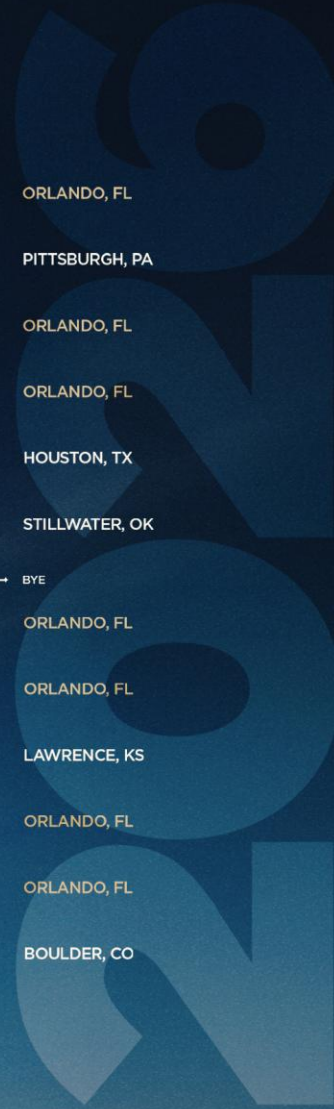 ORLANDO, FL
PITTSBURGH, PA
ORLANDO, FL
ORLANDO, FL
HOUSTON, TX
STILLWATER, OK
BYE
ORLANDO, FL
ORLANDO, FL
LAWRENCE, KS
ORLANDO, FL
ORLANDO, FL
BOULDER, CO
2026